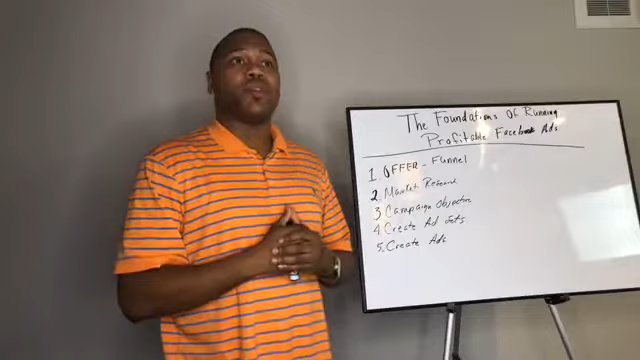 The Foundations Of Running
Profitable Facebook Ads
1. OFFER - Funnel
2. Market Research
3 Campaign Objective
4 Create Ad Sets
5. Create Ads